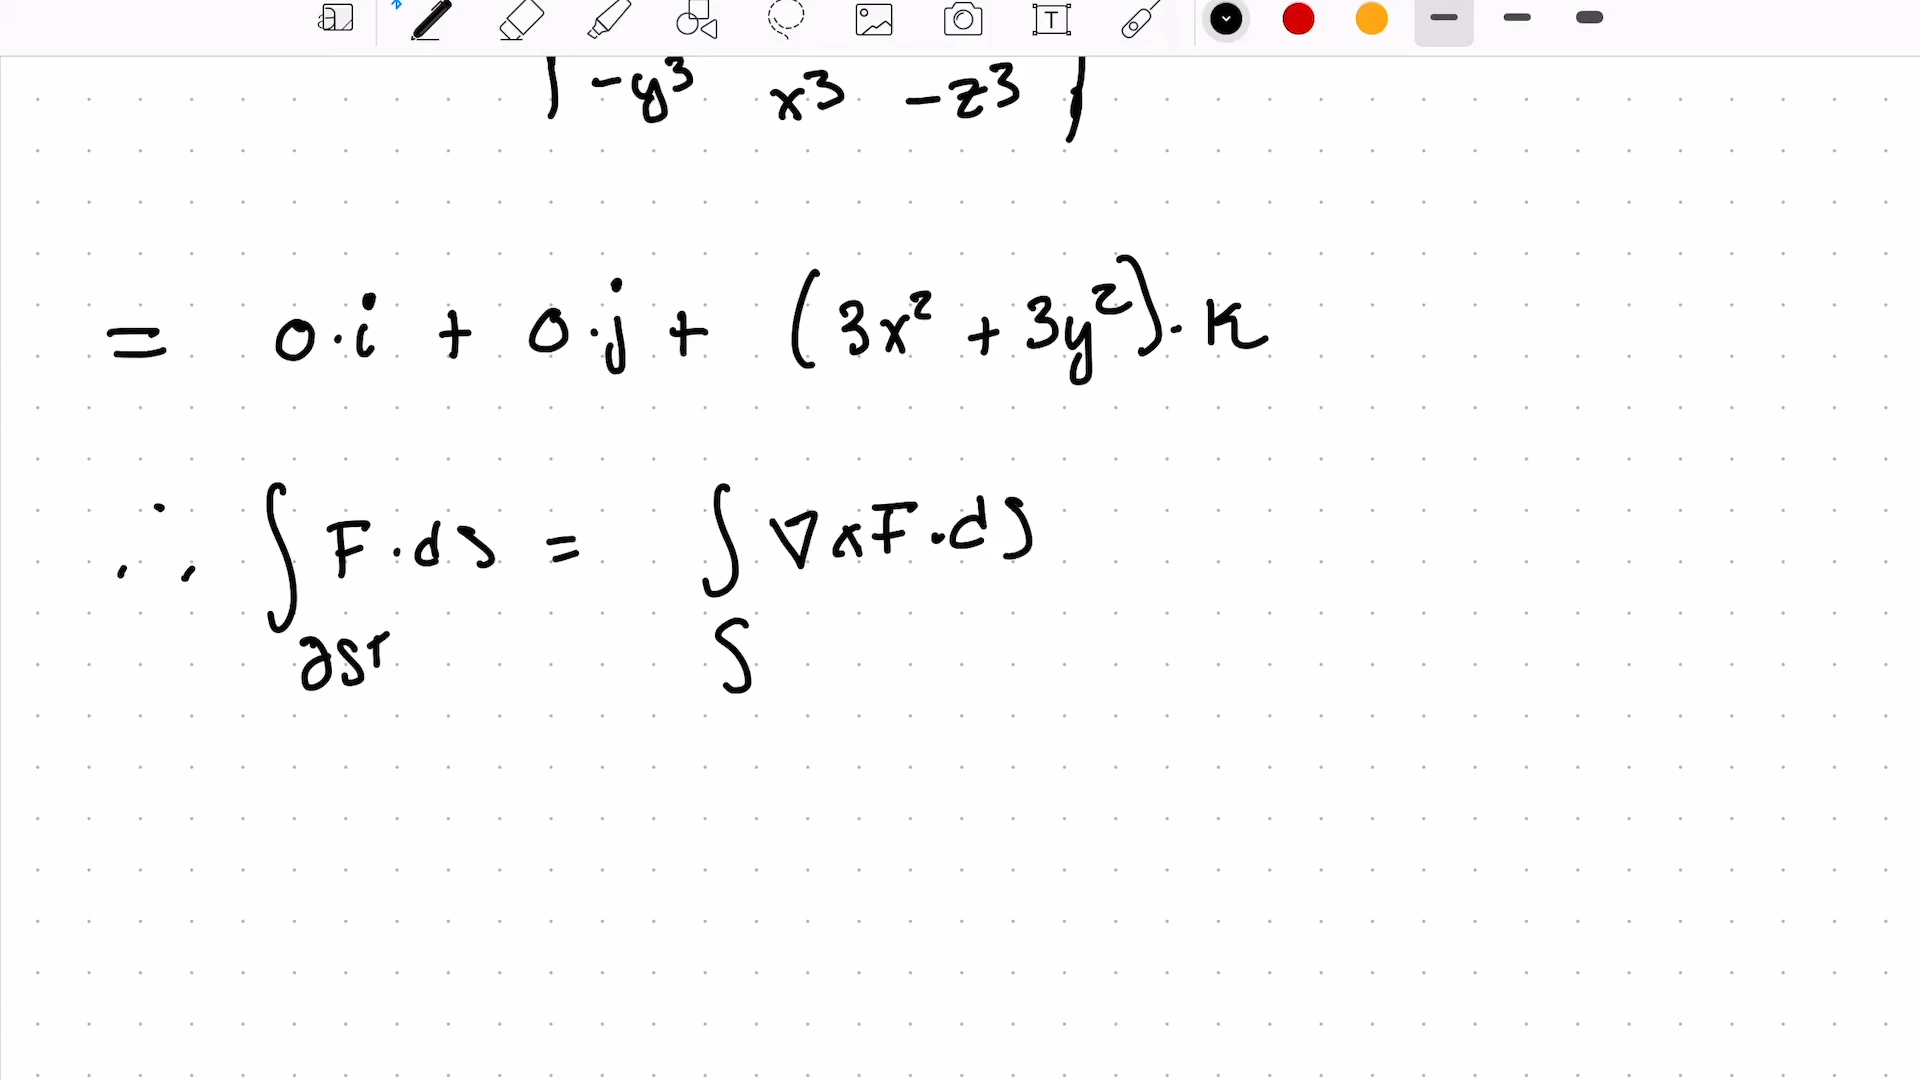 | -y³ x³ -z³ |
= 0·i + 0·j + (3x² + 3y²)·k
∴ ∫ F·ds = ∫ ∇×F·dS
∂S⁺ S